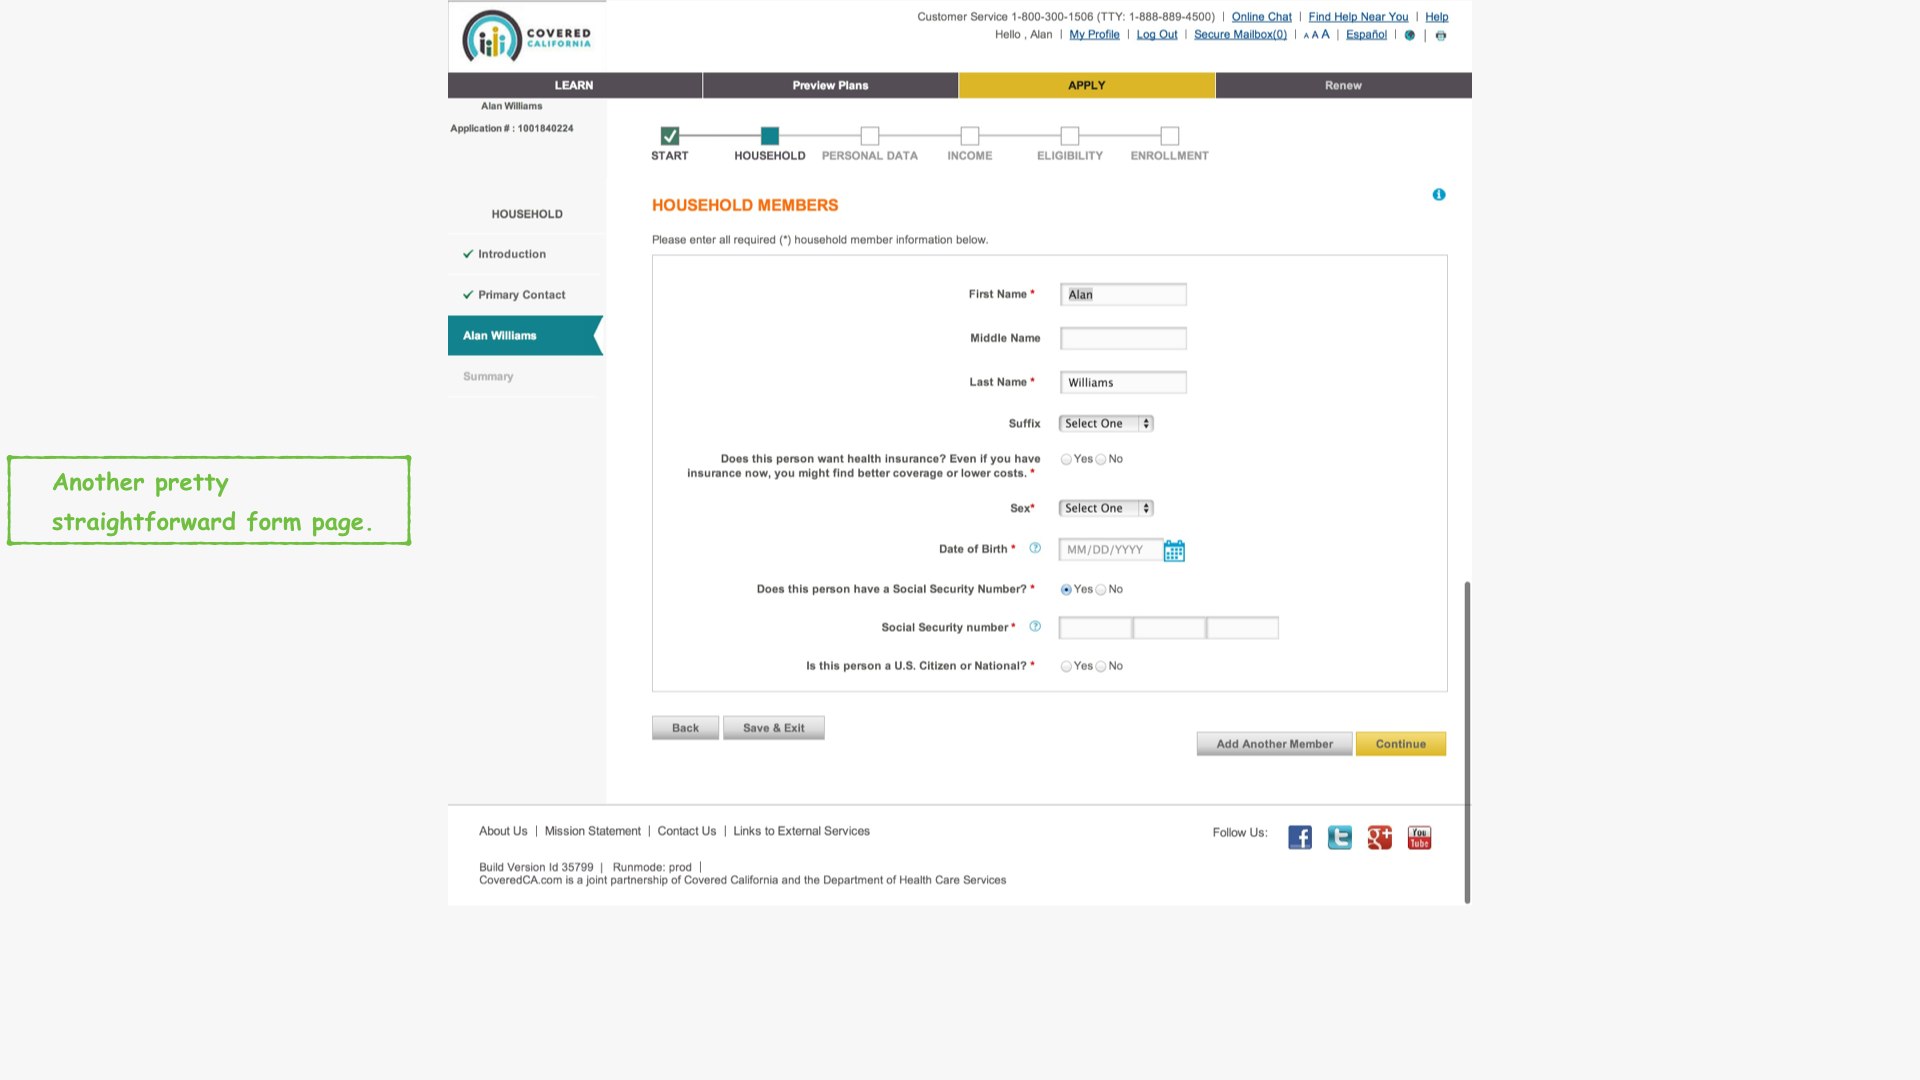 COVERED
CALIFORNIA
Customer Service 1-800-300-1506 (TTY: 1-888-889-4500) | Online Chat | Find Help Near You | Help
Hello , Alan | My Profile | Log Out | Secure Mailbox(0) | A A A | Español | |
LEARN
Preview Plans
APPLY
Renew
Alan Williams
Application # : 1001840224
START
HOUSEHOLD
PERSONAL DATA
INCOME
ELIGIBILITY
ENROLLMENT
HOUSEHOLD
Introduction
Primary Contact
Alan Williams
Summary
Another pretty
straightforward form page.
HOUSEHOLD MEMBERS
Please enter all required (*) household member information below.
First Name * Alan
Middle Name
Last Name * Williams
Suffix Select One
Does this person want health insurance? Even if you have
insurance now, you might find better coverage or lower costs. * Yes No
Sex* Select One
Date of Birth * MM/DD/YYYY
Does this person have a Social Security Number? * Yes No
Social Security number *
Is this person a U.S. Citizen or National? * Yes No
Back
Save & Exit
Add Another Member
Continue
About Us | Mission Statement | Contact Us | Links to External Services
Follow Us:
You
Tube
Build Version Id 35799 | Runmode: prod |
CoveredCA.com is a joint partnership of Covered California and the Department of Health Care Services